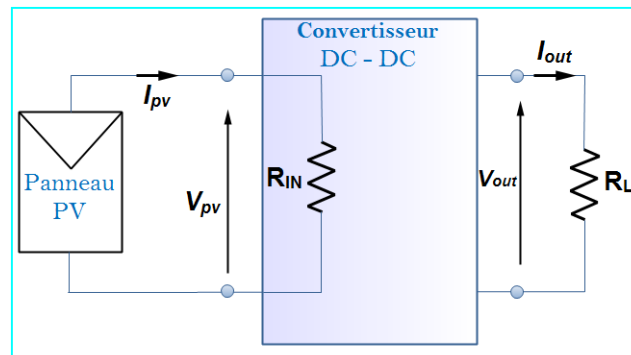 Convertisseur
DC - DC
Ipv
Iout
Panneau
PV
Vpv
RIN
Vout
RL